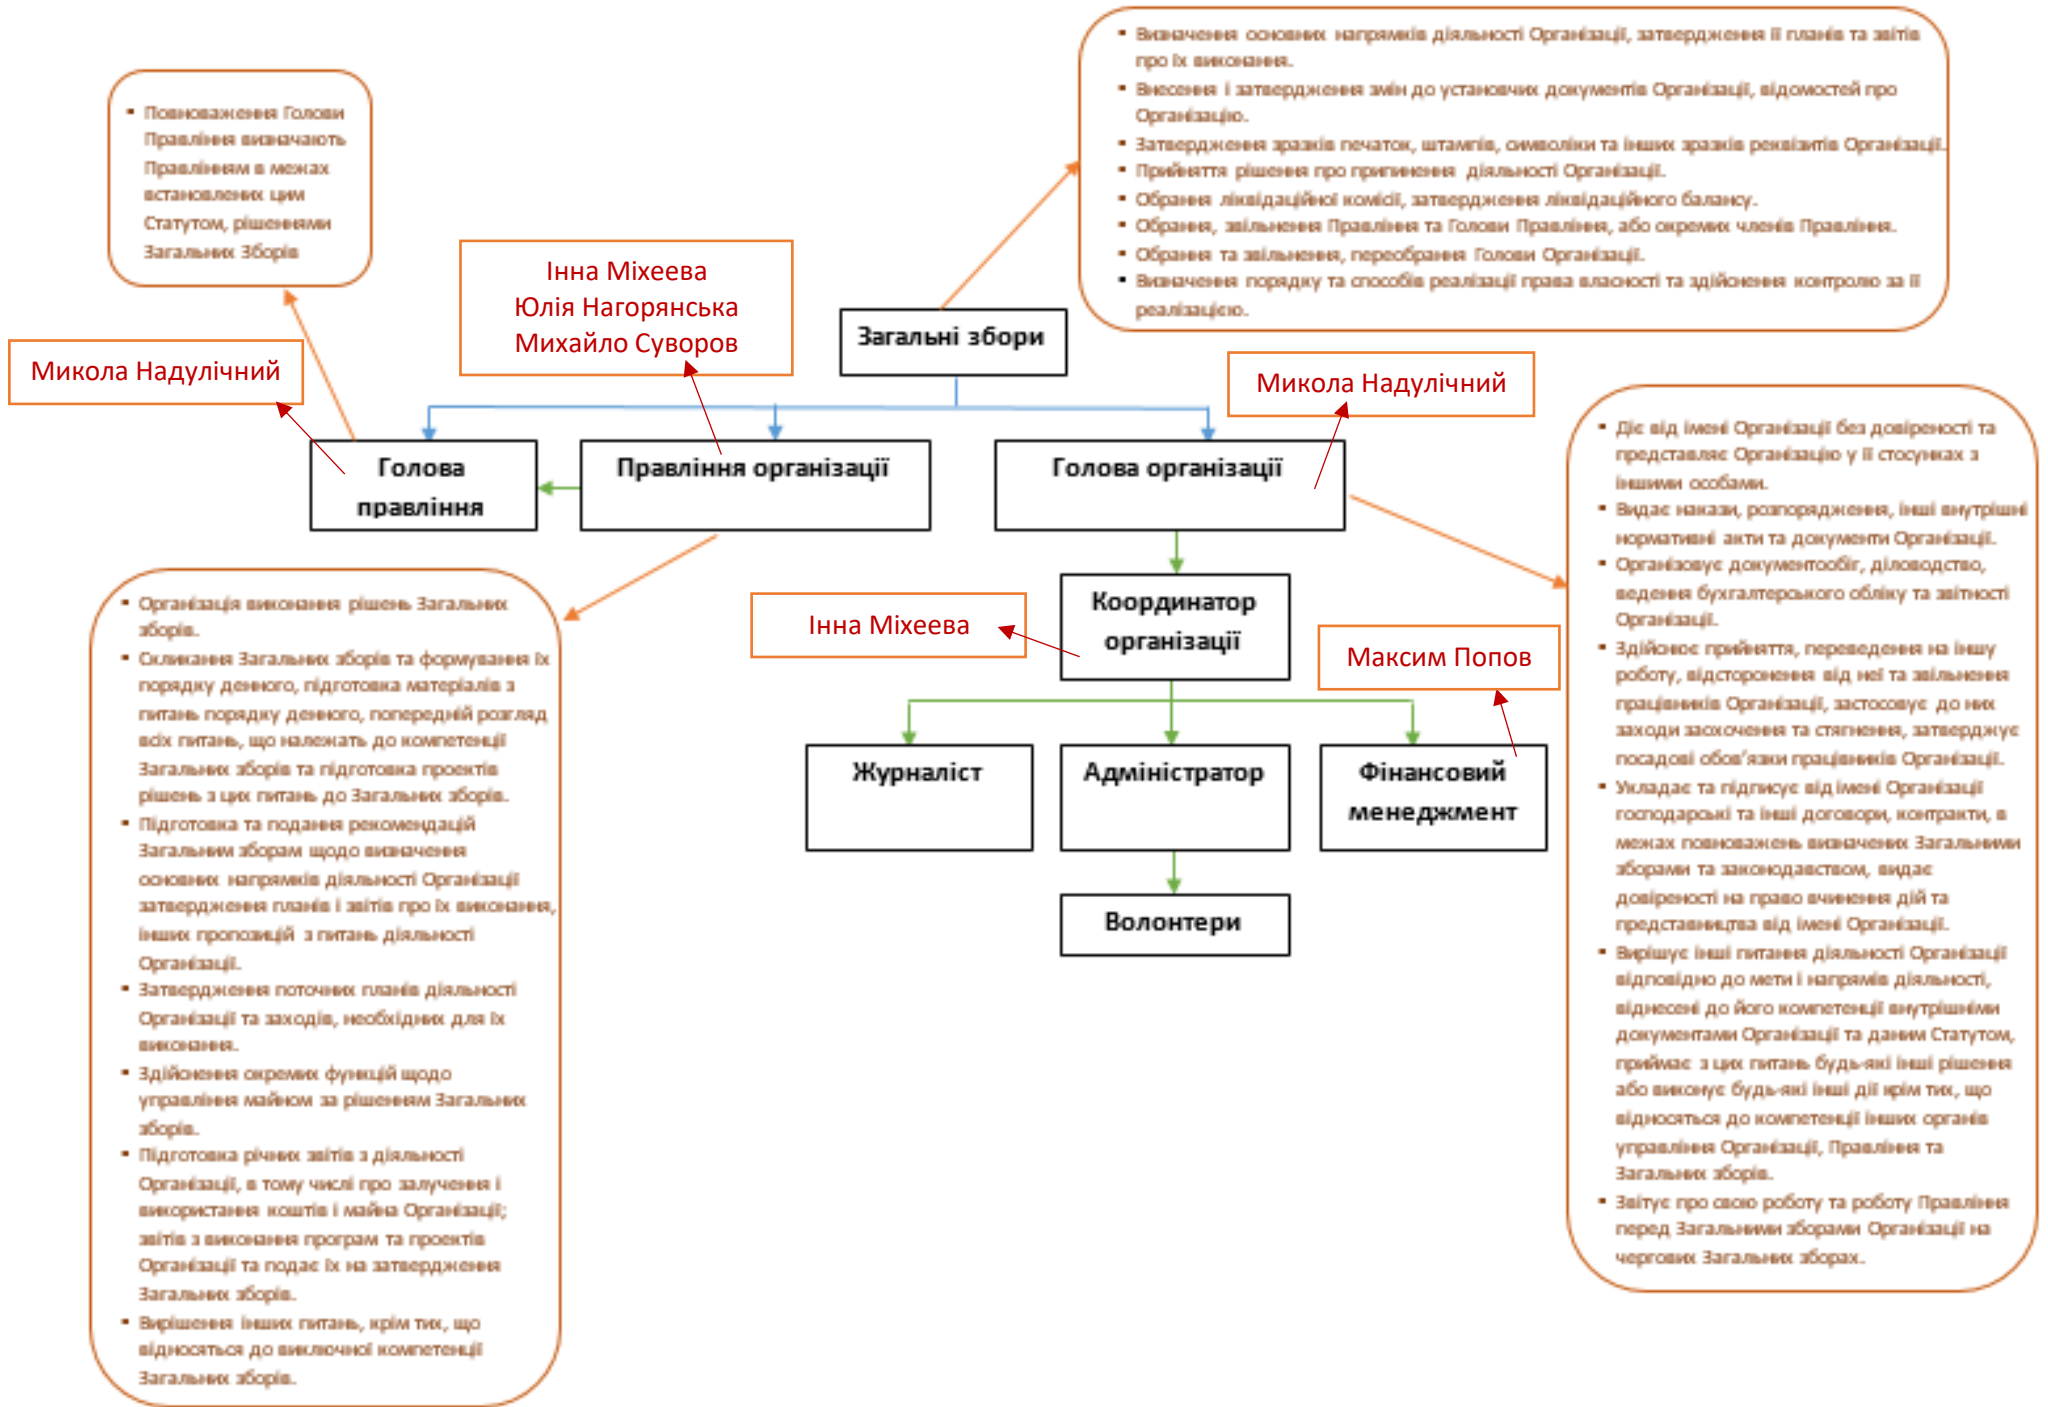 ▪ Визначення основних напрямків діяльності Організації, затвердження її планів та звітів
про їх виконання.
▪ Внесення і затвердження змін до установчих документів Організації, відомостей про
Організацію.
▪ Затвердження зразків печаток, штампів, символіки та інших зразків реквізитів Організації.
▪ Прийняття рішення про припинення діяльності Організації.
▪ Обрання ліквідаційної комісії, затвердження ліквідаційного балансу.
▪ Обрання, звільнення Правління та Голови Правління, або окремих членів Правління.
▪ Обрання та звільнення, переобрання Голови Організації.
▪ Визначення порядку та способів реалізації права власності та здійснення контролю за її
реалізацією.
▪ Повноваження Голови
Правління визначають
Правлінням в межах
встановлених цим
Статутом, рішеннями
Загальних Зборів
Інна Міхеева
Юлія Нагорянська
Михайло Суворов
Загальні збори
Микола Надулічний
Микола Надулічний
Голова
правління
Правління організації
Голова організації
Координатор
організації
Інна Міхеева
Максим Попов
Журналіст
Адміністратор
Фінансовий
менеджмент
Волонтери
▪ Організація виконання рішень Загальних
зборів.
▪ Скликання Загальних зборів та формування їх
порядку денного, підготовка матеріалів з
питань порядку денного, попередній розгляд
всіх питань, що належать до компетенції
Загальних зборів та підготовка проектів
рішень з цих питань до Загальних зборів.
▪ Підготовка та подання рекомендацій
Загальним зборам щодо визначення
основних напрямків діяльності Організації
затвердження планів і звітів про їх виконання,
інших пропозицій з питань діяльності
Організації.
▪ Затвердження поточних планів діяльності
Організації та заходів, необхідних для їх
виконання.
▪ Здійснення окремих функцій щодо
управління майном за рішенням Загальних
зборів.
▪ Підготовка річних звітів з діяльності
Організації, в тому числі про залучення і
використання коштів і майна Організації;
звітів з виконання програм та проектів
Організації та подає їх на затвердження
Загальних зборів.
▪ Вирішення інших питань, крім тих, що
відносяться до виключної компетенції
Загальних зборів.
▪ Діє від імені Організації без довіреності та
представляє Організацію у її стосунках з
іншими особами.
▪ Видає накази, розпорядження, інші внутрішні
нормативні акти та документи Організації.
▪ Організовує документообіг, діловодство,
ведення бухгалтерського обліку та звітності
Організації.
▪ Здійснює прийняття, переведення на іншу
роботу, відсторонення від неї та звільнення
працівників Організації, застосовує до них
заходи заохочення та стягнення, затверджує
посадові обов’язки працівників Організації.
▪ Укладає та підписує від імені Організації
господарські та інші договори, контракти, в
межах повноважень визначених Загальними
зборами та законодавством, видає
довіреності на право вчинення дій та
представництва від імені Організації.
▪ Вирішує інші питання діяльності Організації
відповідно до мети і напрямів діяльності,
віднесені до його компетенції внутрішніми
документами Організації та даним Статутом,
приймає з цих питань будь-які інші рішення
або виконує будь-які інші дії крім тих, що
відносяться до компетенції інших органів
управління Організації, Правління та
Загальних зборів.
▪ Звітує про свою роботу та роботу Правління
перед Загальними зборами Організації на
чергових Загальних зборах.